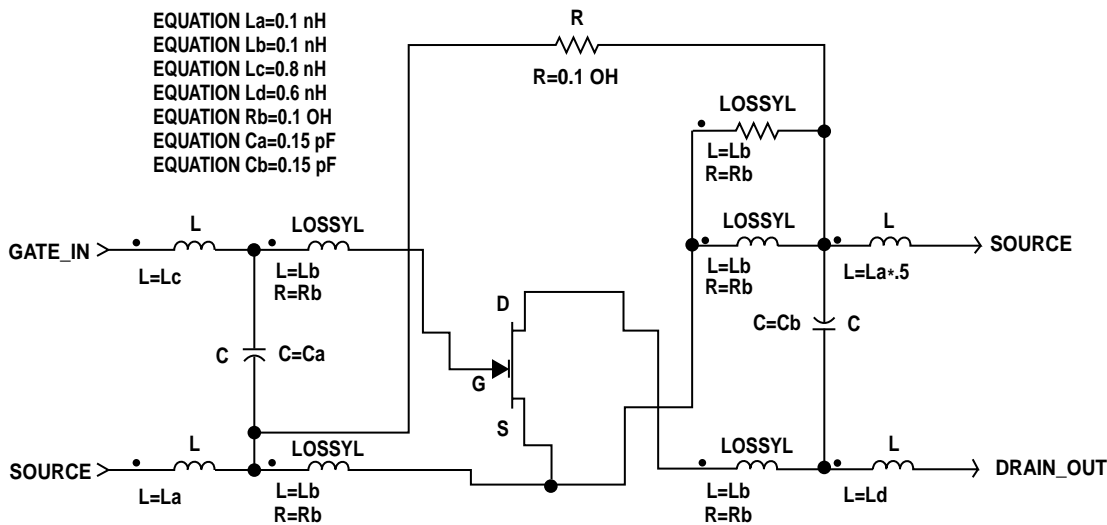 EQUATION La=0.1 nH
EQUATION Lb=0.1 nH
EQUATION Lc=0.8 nH
EQUATION Ld=0.6 nH
EQUATION Rb=0.1 OH
EQUATION Ca=0.15 pF
EQUATION Cb=0.15 pF
R
R=0.1 OH
LOSSYL
L=Lb
R=Rb
GATE_IN
L
L=Lc
LOSSYL
L=Lb
R=Rb
LOSSYL
L=Lb
R=Rb
L
L=La*.5
SOURCE
C
C=Ca
D
G
S
C=Cb
C
SOURCE
L
L=La
LOSSYL
L=Lb
R=Rb
LOSSYL
L=Lb
R=Rb
L
L=Ld
DRAIN_OUT